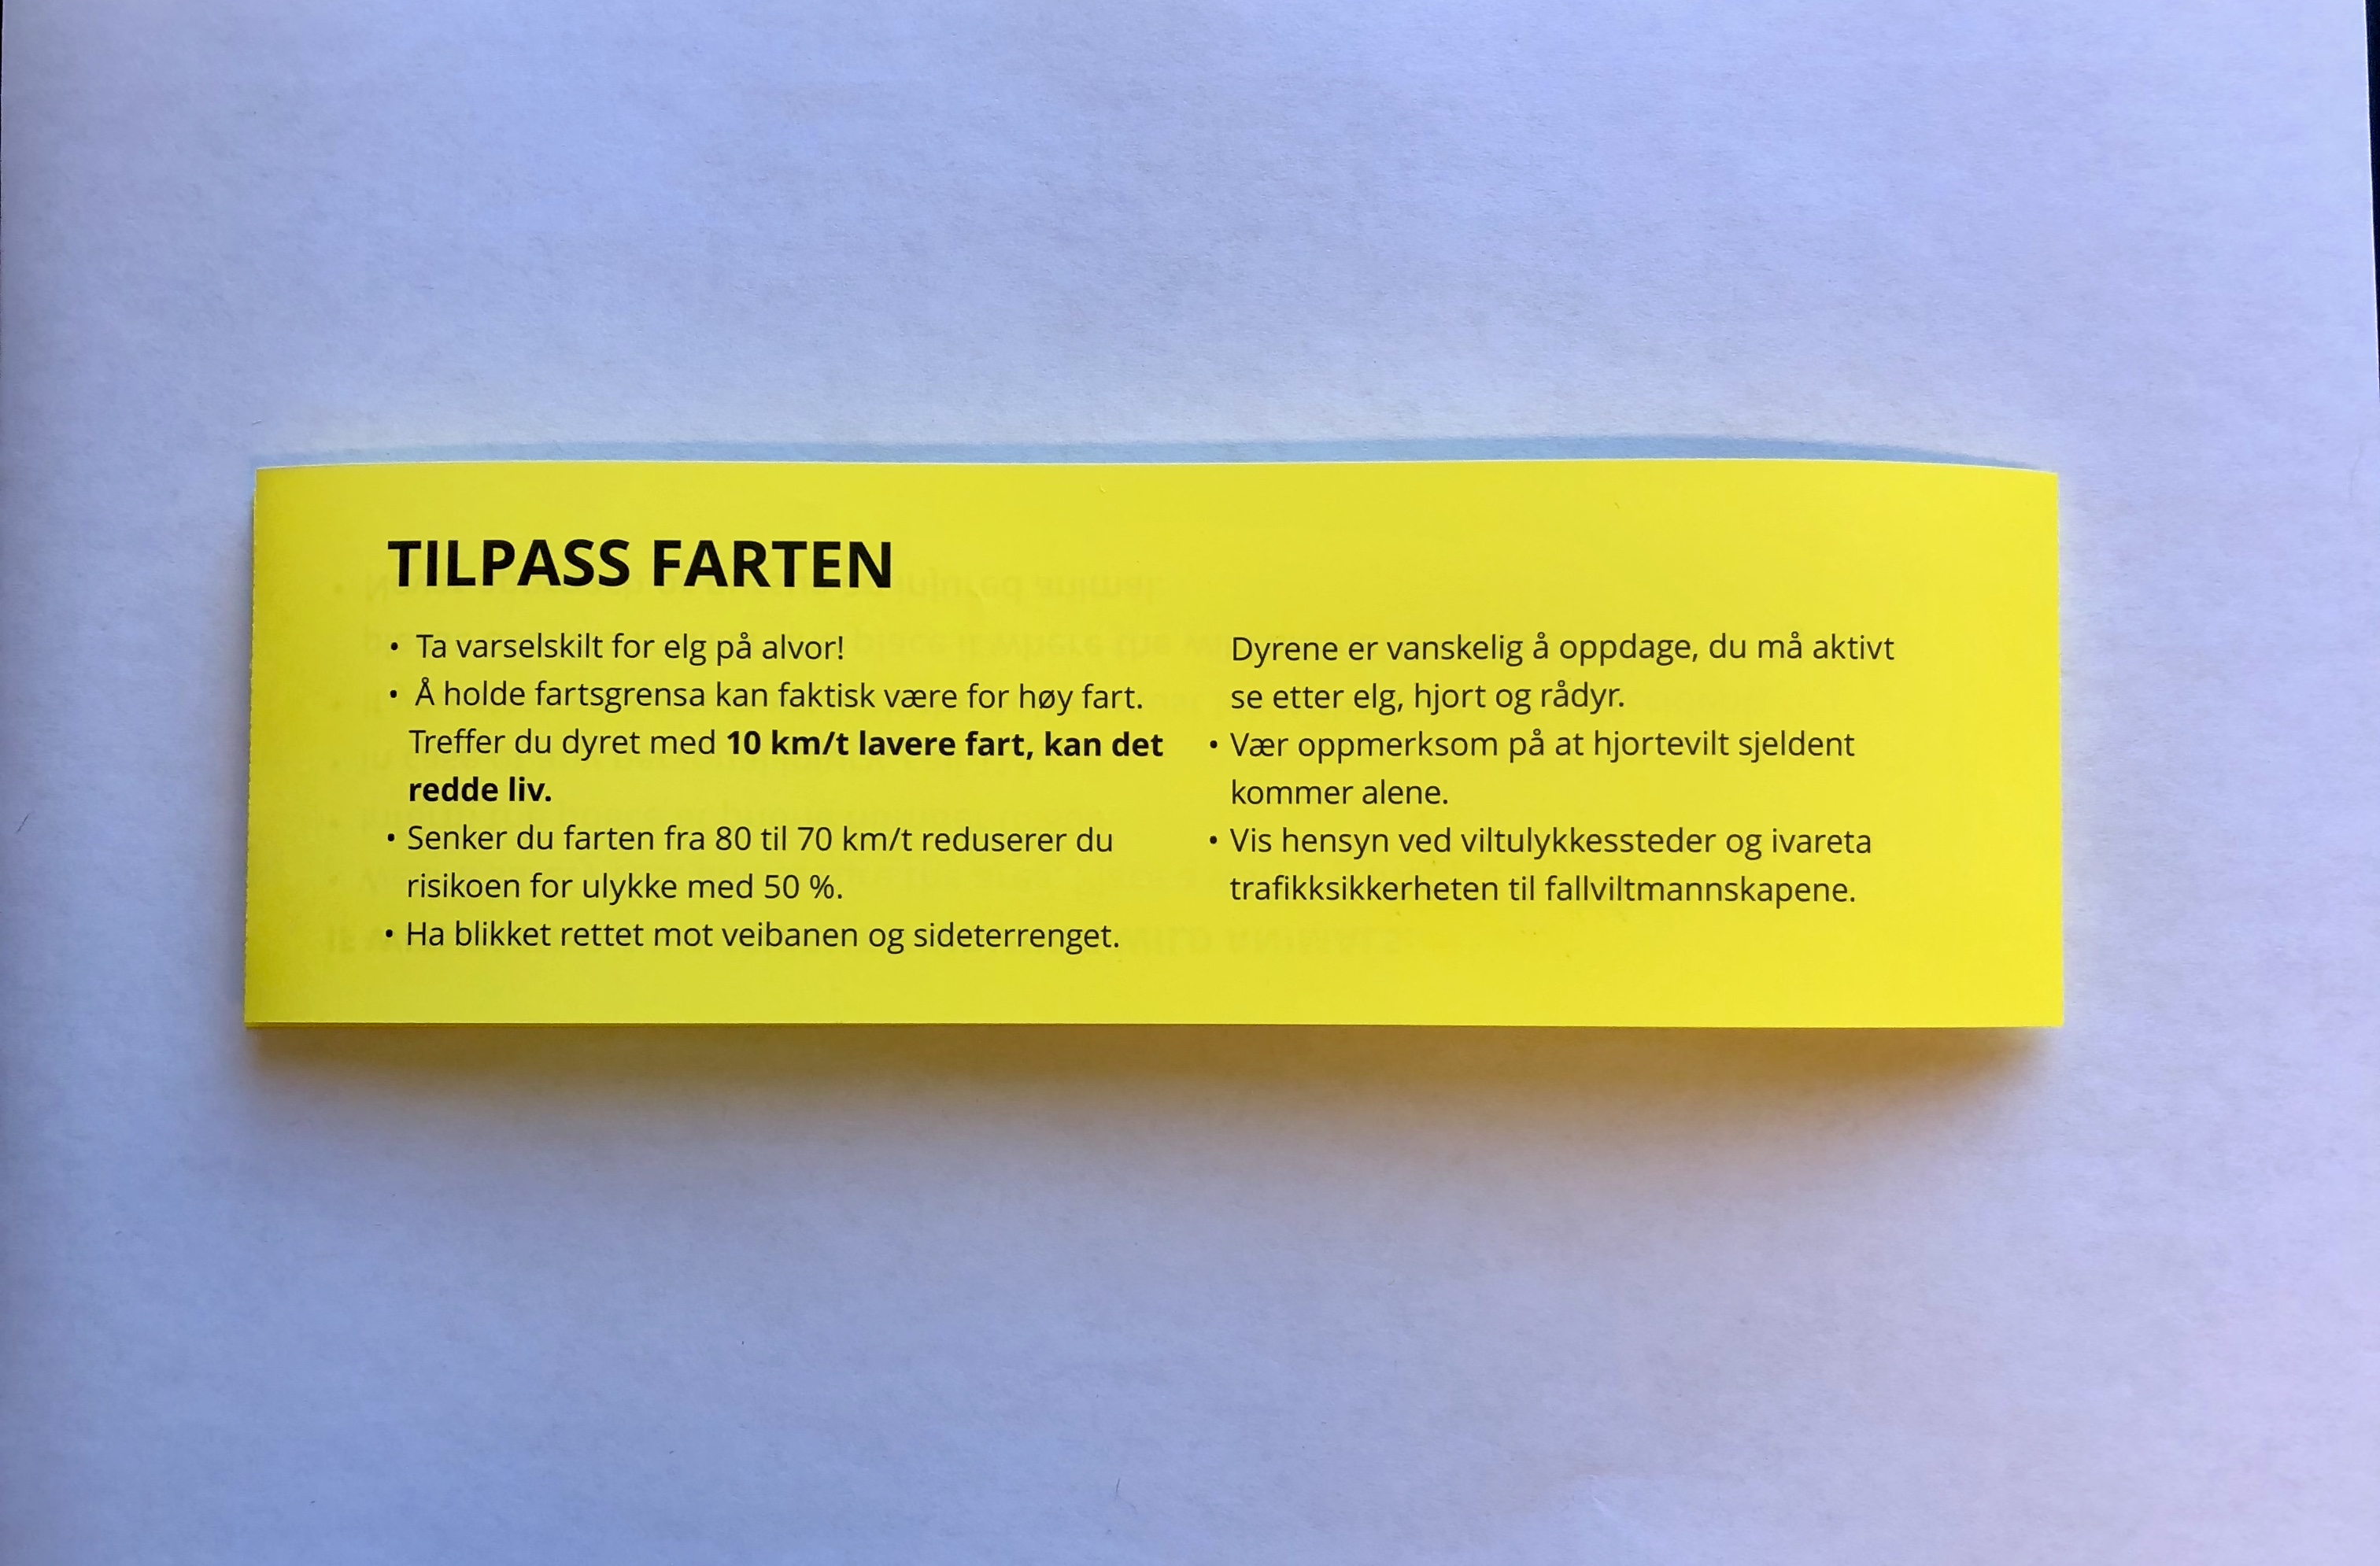 TILPASS FARTEN
• Ta varselskilt for elg på alvor!
• Å holde fartsgrensa kan faktisk være for høy fart.
Treffer du dyret med 10 km/t lavere fart, kan det
redde liv.
• Senker du farten fra 80 til 70 km/t reduserer du
risikoen for ulykke med 50 %.
• Ha blikket rettet mot veibanen og sideterrenget.
Dyrene er vanskelig å oppdage, du må aktivt
se etter elg, hjort og rådyr.
• Vær oppmerksom på at hjortevilt sjeldent
kommer alene.
• Vis hensyn ved viltulykkessteder og ivareta
trafikksikkerheten til fallviltmannskapene.